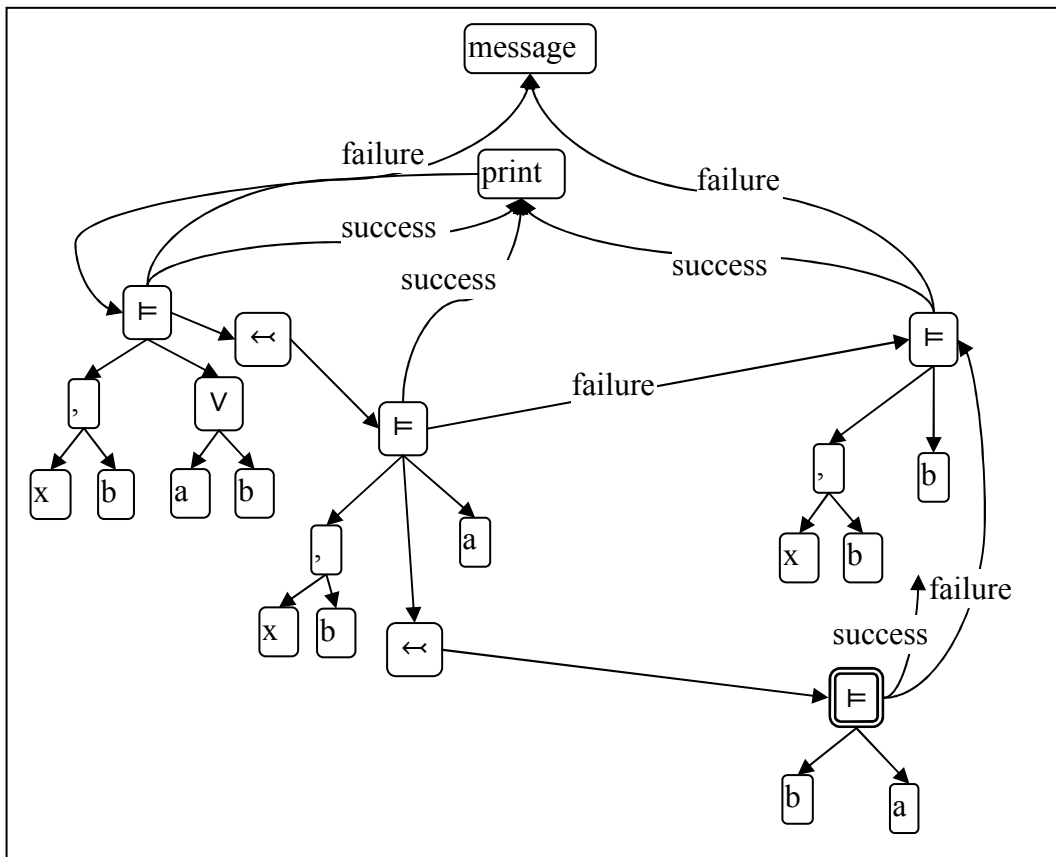 message
failure
print
failure
success
success
success
⊨
↢
⊨
failure
,
∨
⊨
x
b
a
b
,
b
,
a
x
b
x
b
failure
↢
success
⊨
b
a